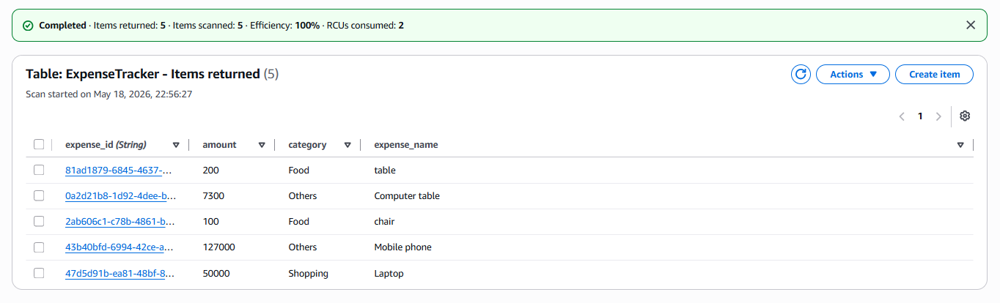 Completed · Items returned: 5 · Items scanned: 5 · Efficiency: 100% · RCUs consumed: 2
Table: ExpenseTracker - Items returned (5)
Actions
Create item
Scan started on May 18, 2026, 22:56:27
1
expense_id (String) amount category expense_name
81ad1879-6845-4637-... 200 Food table
0a2d21b8-1d92-4dee-b... 7300 Others Computer table
2ab606c1-c78b-4861-b... 100 Food chair
43b40bfd-6994-42ce-a... 127000 Others Mobile phone
47d5d91b-ea81-48bf-8... 50000 Shopping Laptop